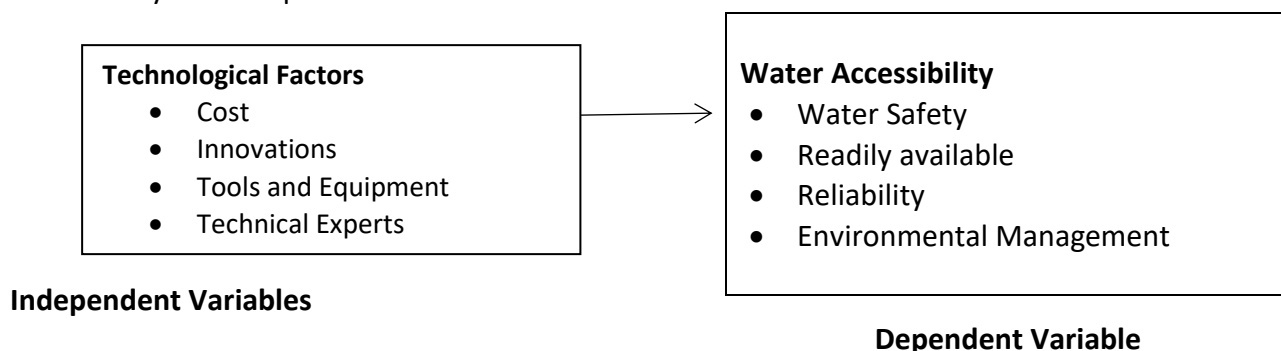 Technological Factors
• Cost
• Innovations
• Tools and Equipment
• Technical Experts
Independent Variables
Water Accessibility
• Water Safety
• Readily available
• Reliability
• Environmental Management
Dependent Variable